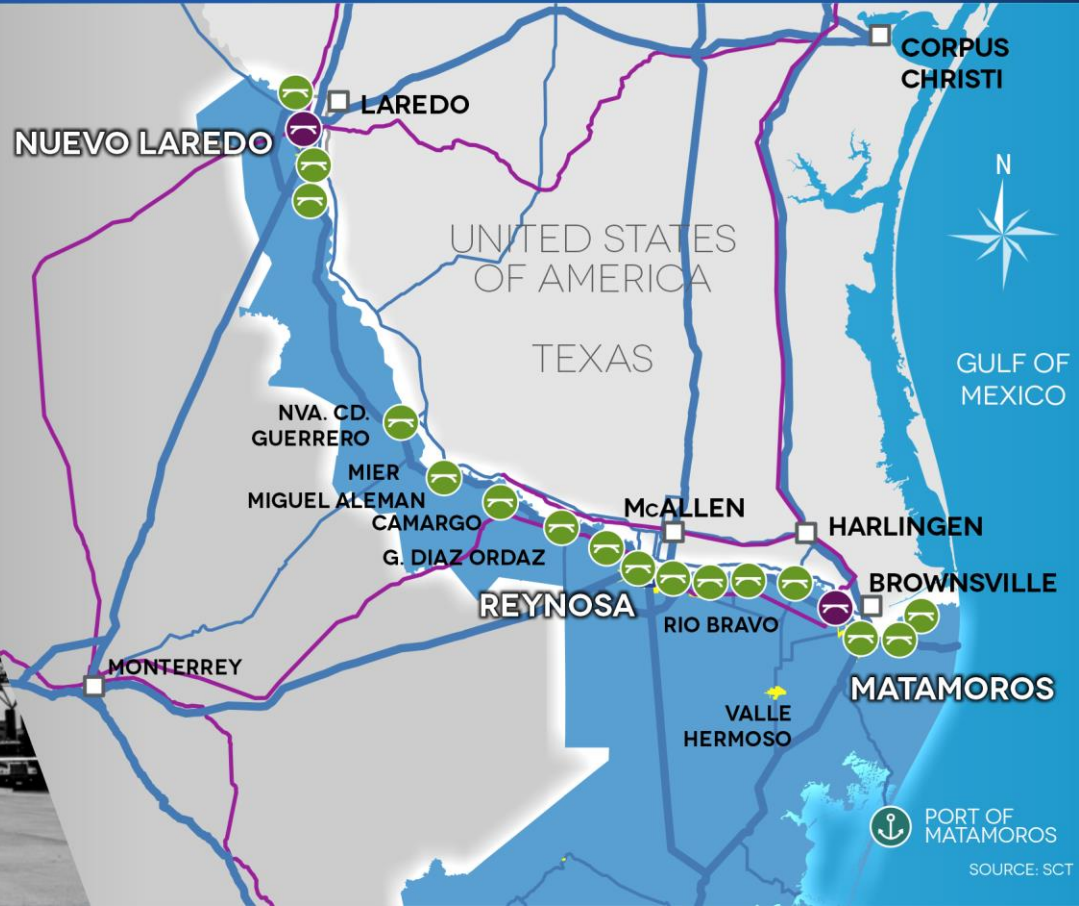 CORPUS
CHRISTI
LAREDO
NUEVO LAREDO
N
UNITED STATES
OF AMERICA
TEXAS
GULF OF
MEXICO
NVA. CD.
GUERRERO
MIER
MIGUEL ALEMAN
CAMARGO
McALLEN
HARLINGEN
G. DIAZ ORDAZ
BROWNSVILLE
REYNOSA
RIO BRAVO
MONTERREY
MATAMOROS
VALLE
HERMOSO
PORT OF
MATAMOROS
SOURCE: SCT